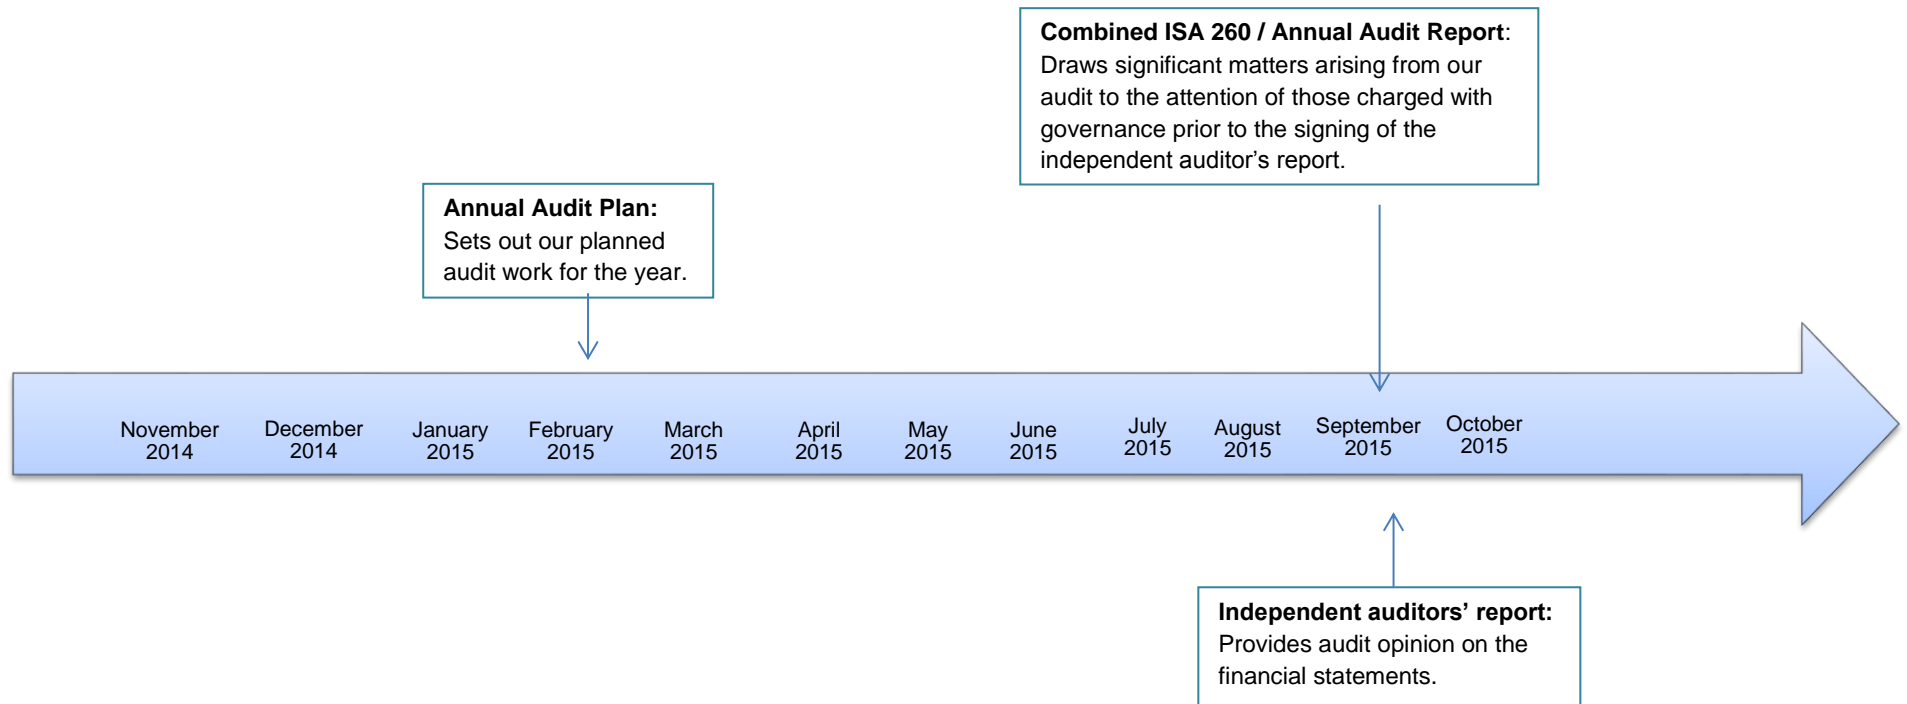 Combined ISA 260 / Annual Audit Report:
Draws significant matters arising from our
audit to the attention of those charged with
governance prior to the signing of the
independent auditor’s report.
Annual Audit Plan:
Sets out our planned
audit work for the year.
November
2014
December
2014
January
2015
February
2015
March
2015
April
2015
May
2015
June
2015
July
2015
August
2015
September
2015
October
2015
Independent auditors’ report:
Provides audit opinion on the
financial statements.